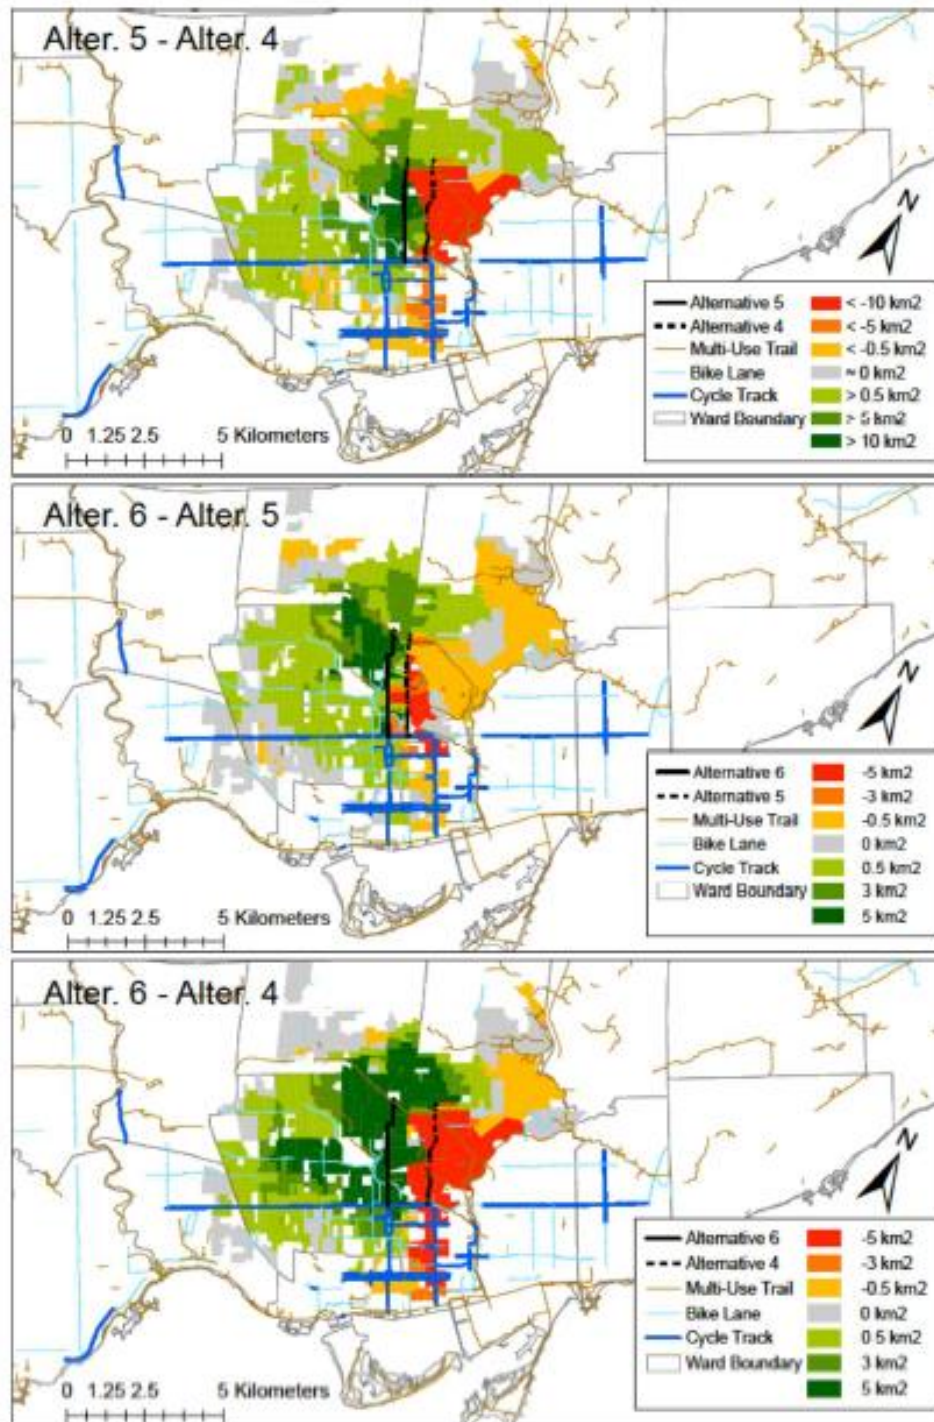 Alter. 5 - Alter. 4
N
Alternative 5 < -10 km2
Alternative 4 < -5 km2
Multi-Use Trail < -0.5 km2
Bike Lane ≈ 0 km2
Cycle Track > 0.5 km2
Ward Boundary > 5 km2
> 10 km2
0 1.25 2.5 5 Kilometers
Alter. 6 - Alter. 5
N
Alternative 6 -5 km2
Alternative 5 -3 km2
Multi-Use Trail -0.5 km2
Bike Lane 0 km2
Cycle Track 0.5 km2
Ward Boundary 3 km2
5 km2
0 1.25 2.5 5 Kilometers
Alter. 6 - Alter. 4
N
Alternative 6 -5 km2
Alternative 4 -3 km2
Multi-Use Trail -0.5 km2
Bike Lane 0 km2
Cycle Track 0.5 km2
Ward Boundary 3 km2
5 km2
0 1.25 2.5 5 Kilometers